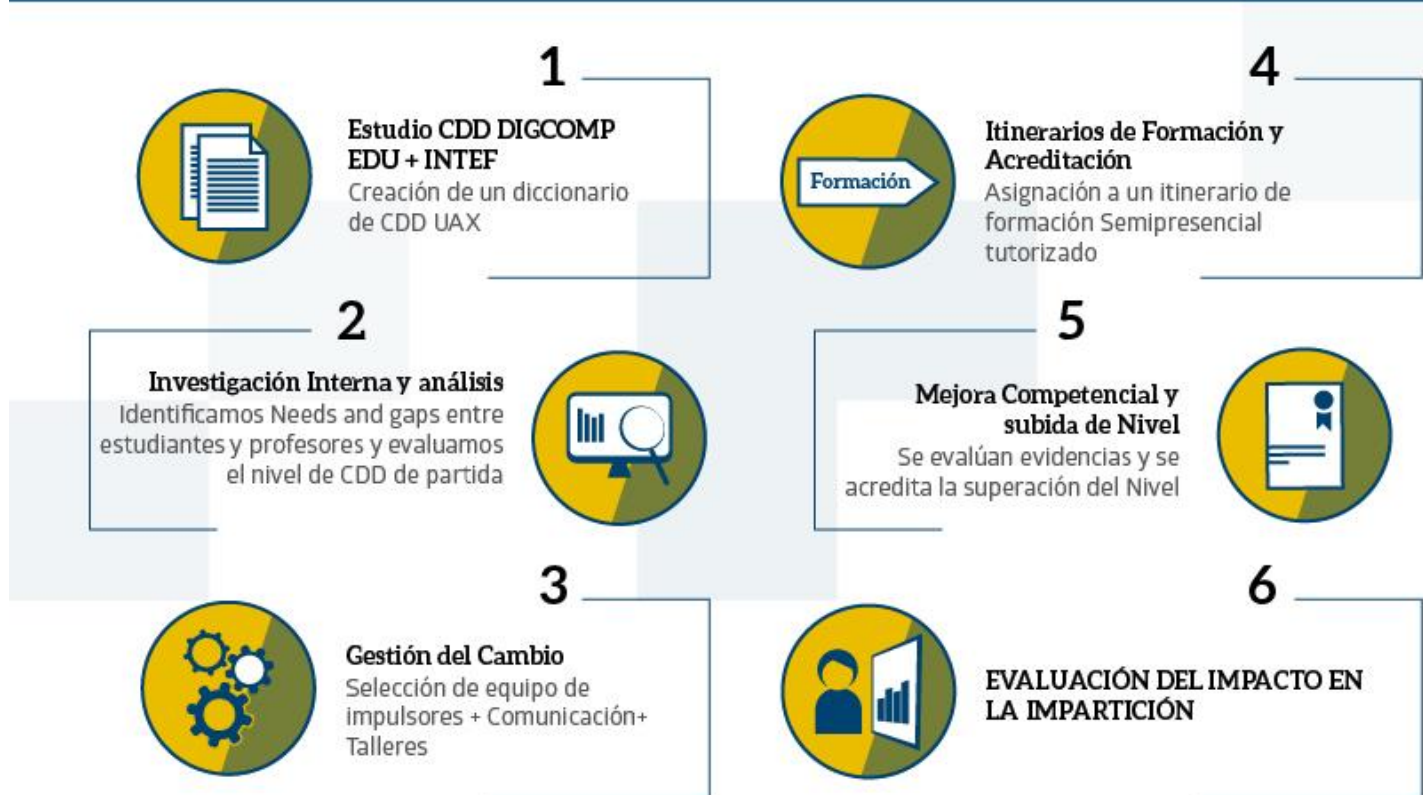 1
Estudio CDD DIGCOMP
EDU + INTEF
Creación de un diccionario
de CDD UAX
2
Investigación Interna y análisis
Identificamos Needs and gaps entre
estudiantes y profesores y evaluamos
el nivel de CDD de partida
3
Gestión del Cambio
Selección de equipo de
impulsores + Comunicación+
Talleres
4
Formación
Itinerarios de Formación y
Acreditación
Asignación a un itinerario de
formación Semipresencial
tutorizado
5
Mejora Competencial y
subida de Nivel
Se evalúan evidencias y se
acredita la superación del Nivel
6
EVALUACIÓN DEL IMPACTO EN
LA IMPARTICIÓN